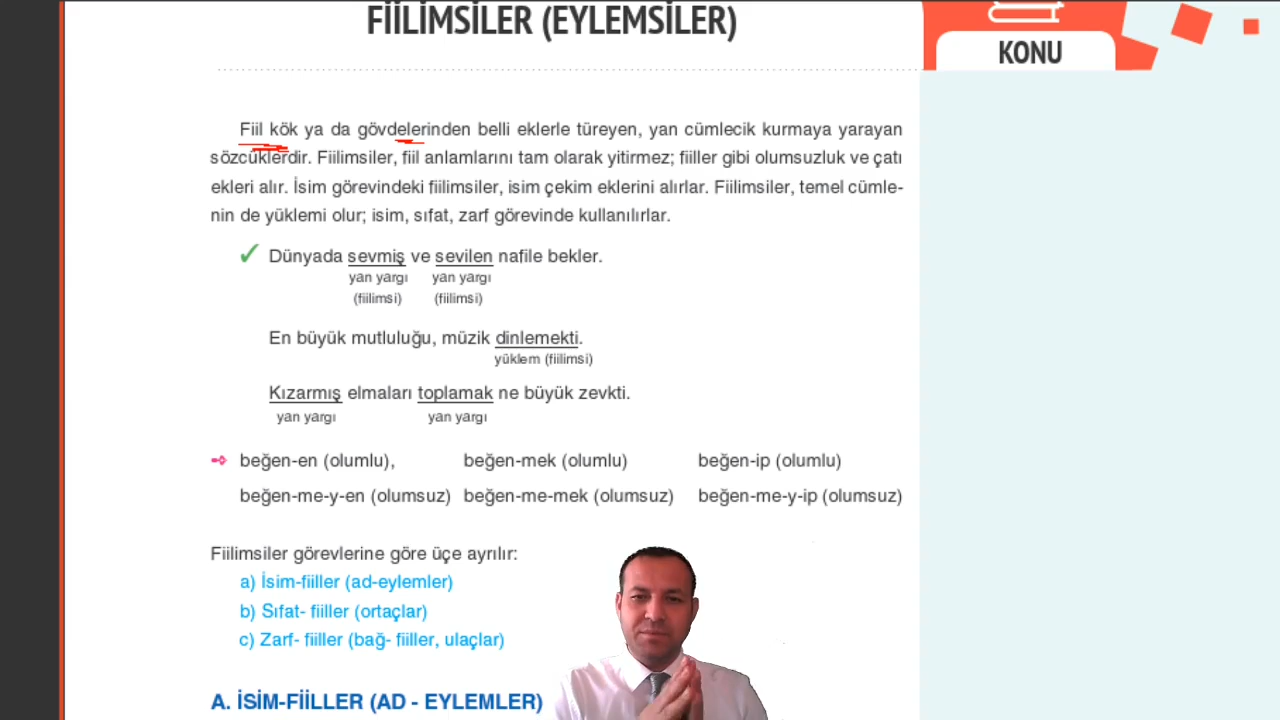 FİİLİMSİLER (EYLEMSİLER)
KONU
Fiil kök ya da gövdelerinden belli eklerle türeyen, yan cümlecik kurmaya yarayan
sözcüklerdir. Fiilimsiler, fiil anlamlarını tam olarak yitirmez; fiiller gibi olumsuzluk ve çatı
ekleri alır. İsim görevindeki fiilimsiler, isim çekim eklerini alırlar. Fiilimsiler, temel cümle-
nin de yüklemi olur; isim, sıfat, zarf görevinde kullanılırlar.
Dünyada sevmiş ve sevilen nafile bekler.
yan yargı yan yargı
(fiilimsi) (fiilimsi)
En büyük mutluluğu, müzik dinlemekti.
yüklem (fiilimsi)
Kızarmış elmaları toplamak ne büyük zevkti.
yan yargı yan yargı
beğen-en (olumlu), beğen-mek (olumlu) beğen-ip (olumlu)
beğen-me-y-en (olumsuz) beğen-me-mek (olumsuz) beğen-me-y-ip (olumsuz)
Fiilimsiler görevlerine göre üçe ayrılır:
a) İsim-fiiller (ad-eylemler)
b) Sıfat- fiiller (ortaçlar)
c) Zarf- fiiller (bağ- fiiller, ulaçlar)
A. İSİM-FİİLLER (AD - EYLEMLER)